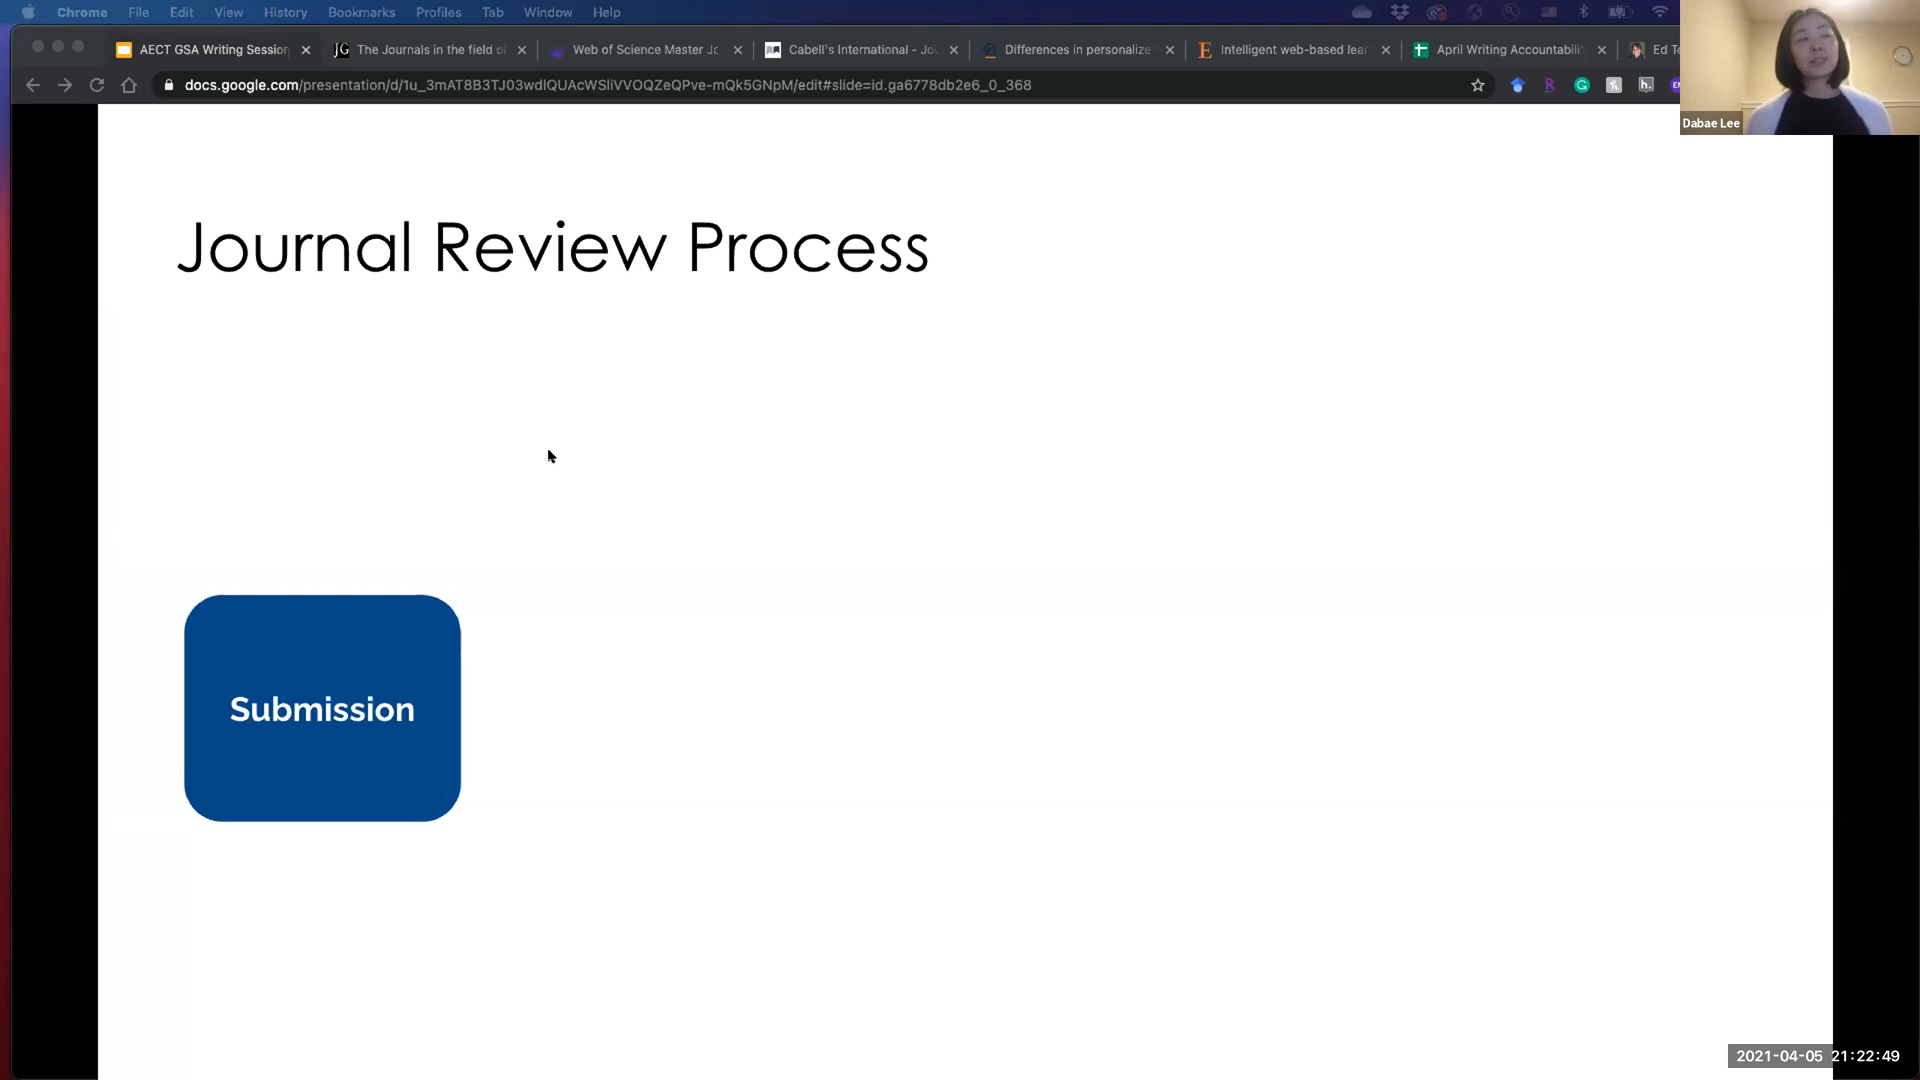 Chrome File Edit View History Bookmarks Profiles Tab Window Help
AECT GSA Writing Session The Journals in the field of Web of Science Master Jo Cabell's International - Jou Differences in personalize Intelligent web-based lear April Writing Accountabili Ed Te
docs.google.com/presentation/d/1u_3mAT8B3TJ03wdlQUAcWSliVVOQZeQPve-mQk5GNpM/edit#slide=id.ga6778db2e6_0_368
Dabae Lee
Journal Review Process
Submission
2021-04-05 21:22:49